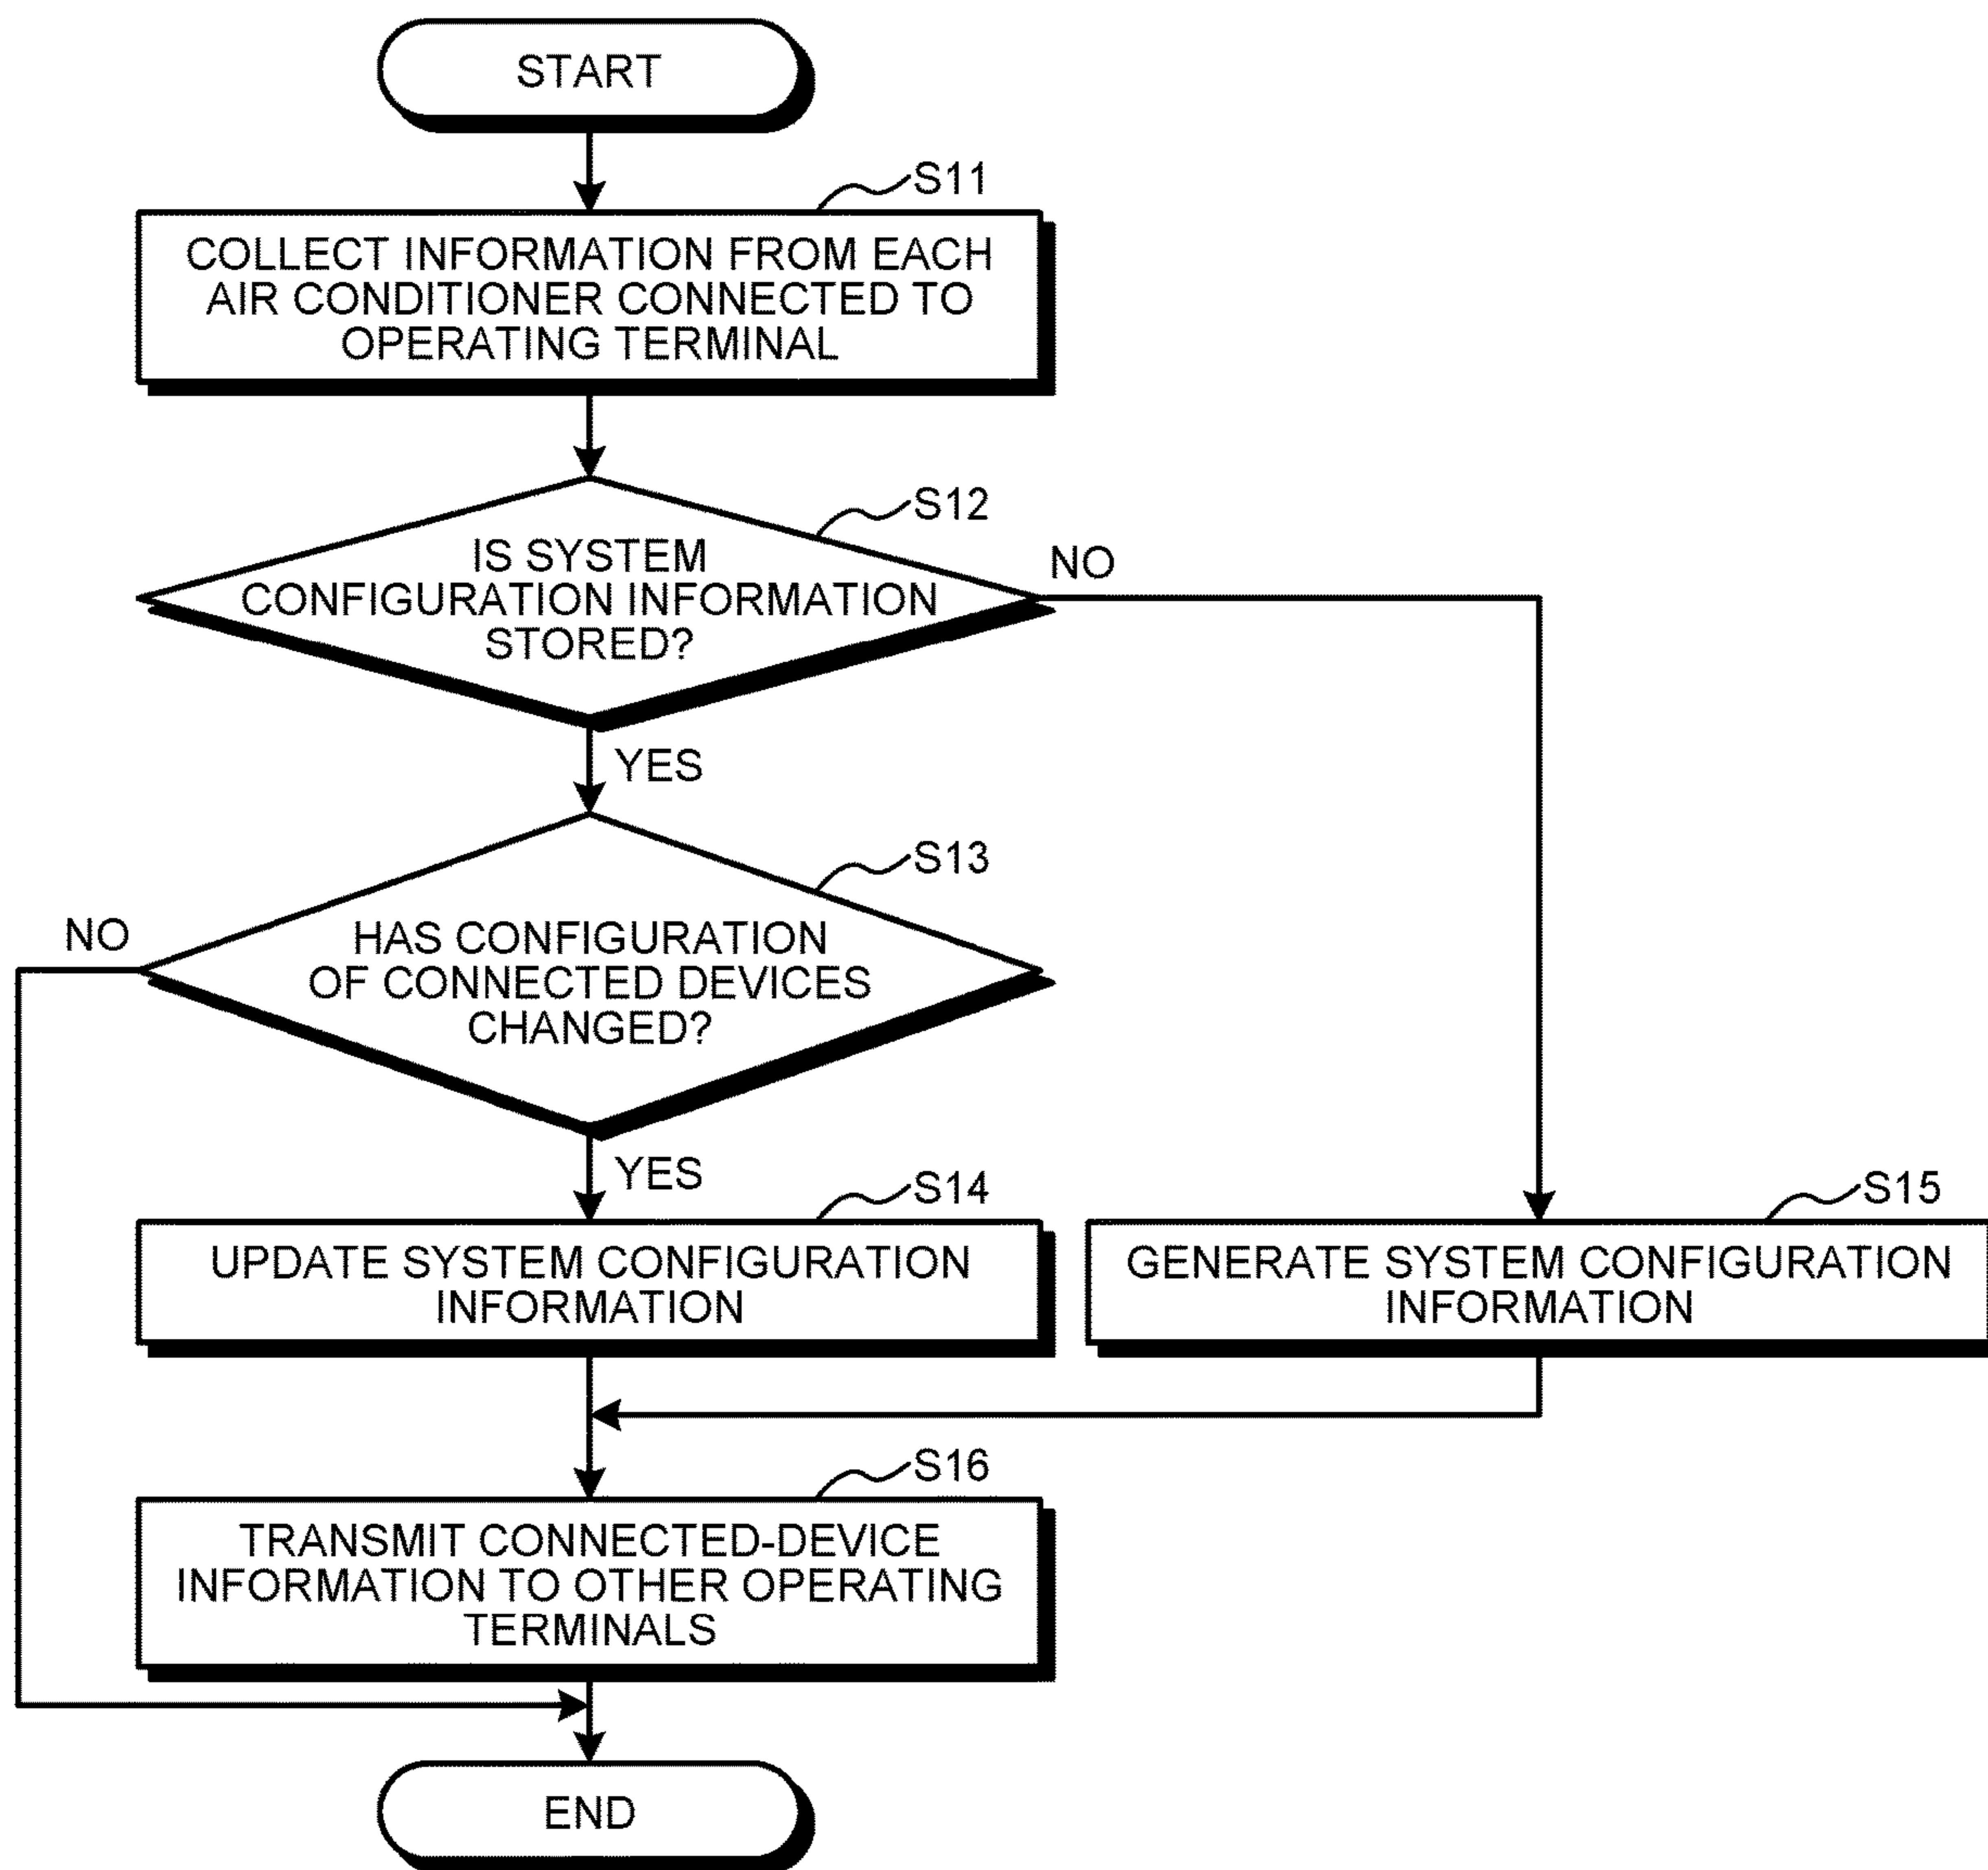 START
S11
COLLECT INFORMATION FROM EACH
AIR CONDITIONER CONNECTED TO
OPERATING TERMINAL
S12
IS SYSTEM
CONFIGURATION INFORMATION
STORED?
NO
YES
S13
HAS CONFIGURATION
OF CONNECTED DEVICES
CHANGED?
NO
YES
S14
UPDATE SYSTEM CONFIGURATION
INFORMATION
S15
GENERATE SYSTEM CONFIGURATION
INFORMATION
S16
TRANSMIT CONNECTED-DEVICE
INFORMATION TO OTHER OPERATING
TERMINALS
END